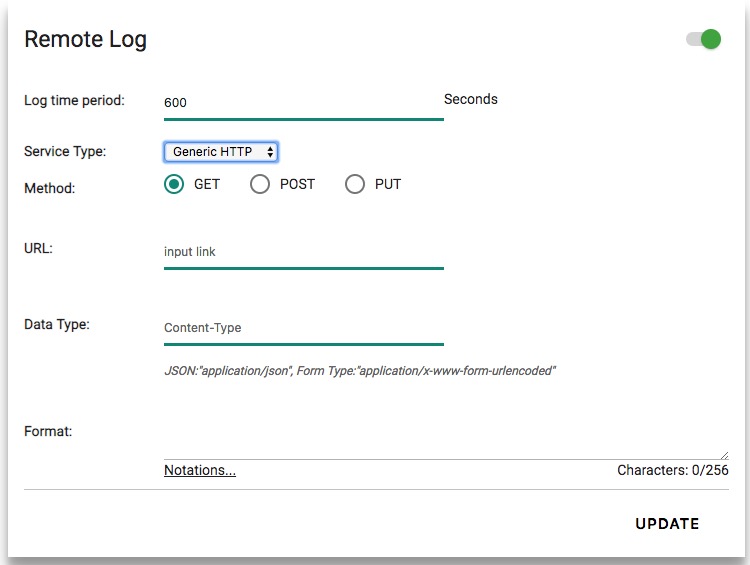 Remote Log
Log time period: 600 Seconds
Service Type: Generic HTTP
Method: GET POST PUT
URL: input link
Data Type: Content-Type
JSON:"application/json", Form Type:"application/x-www-form-urlencoded"
Format:
Notations... Characters: 0/256
UPDATE